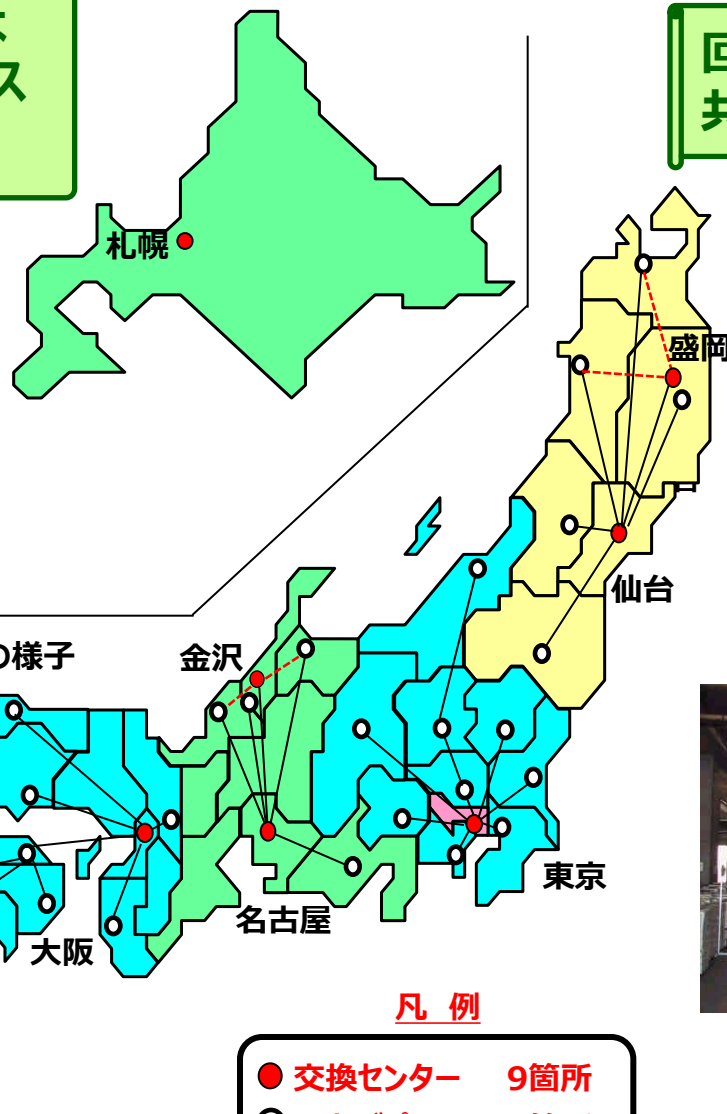 ス
回
共
札幌
盛岡
仙台
の様子
金沢
東京
名古屋
大阪
凡 例
交換センター 9箇所